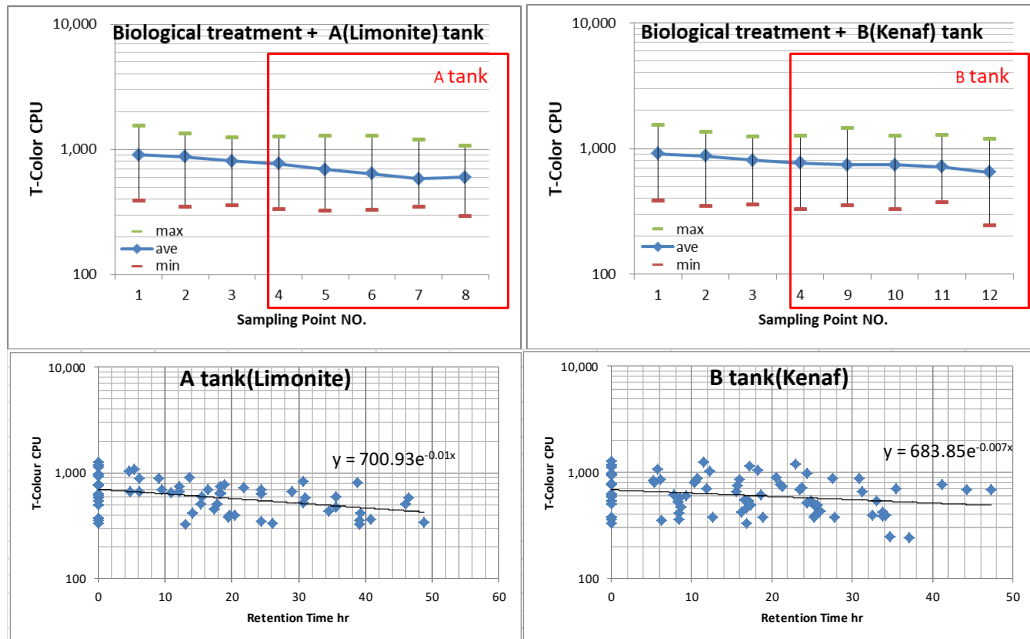 Biological treatment + A(Limonite) tank
A tank
T-Color CPU
10,000
1,000
100
max
ave
min
1 2 3 4 5 6 7 8
Sampling Point NO.
Biological treatment + B(Kenaf) tank
B tank
T-Color CPU
10,000
1,000
100
max
ave
min
1 2 3 4 9 10 11 12
Sampling Point NO.
A tank(Limonite)
y = 700.93e^-0.01x
T-Colour CPU
10,000
1,000
100
0 10 20 30 40 50 60
Retention Time hr
B tank(Kenaf)
y = 683.85e^-0.007x
T-Colour CPU
10,000
1,000
100
0 10 20 30 40 50
Retention Time hr